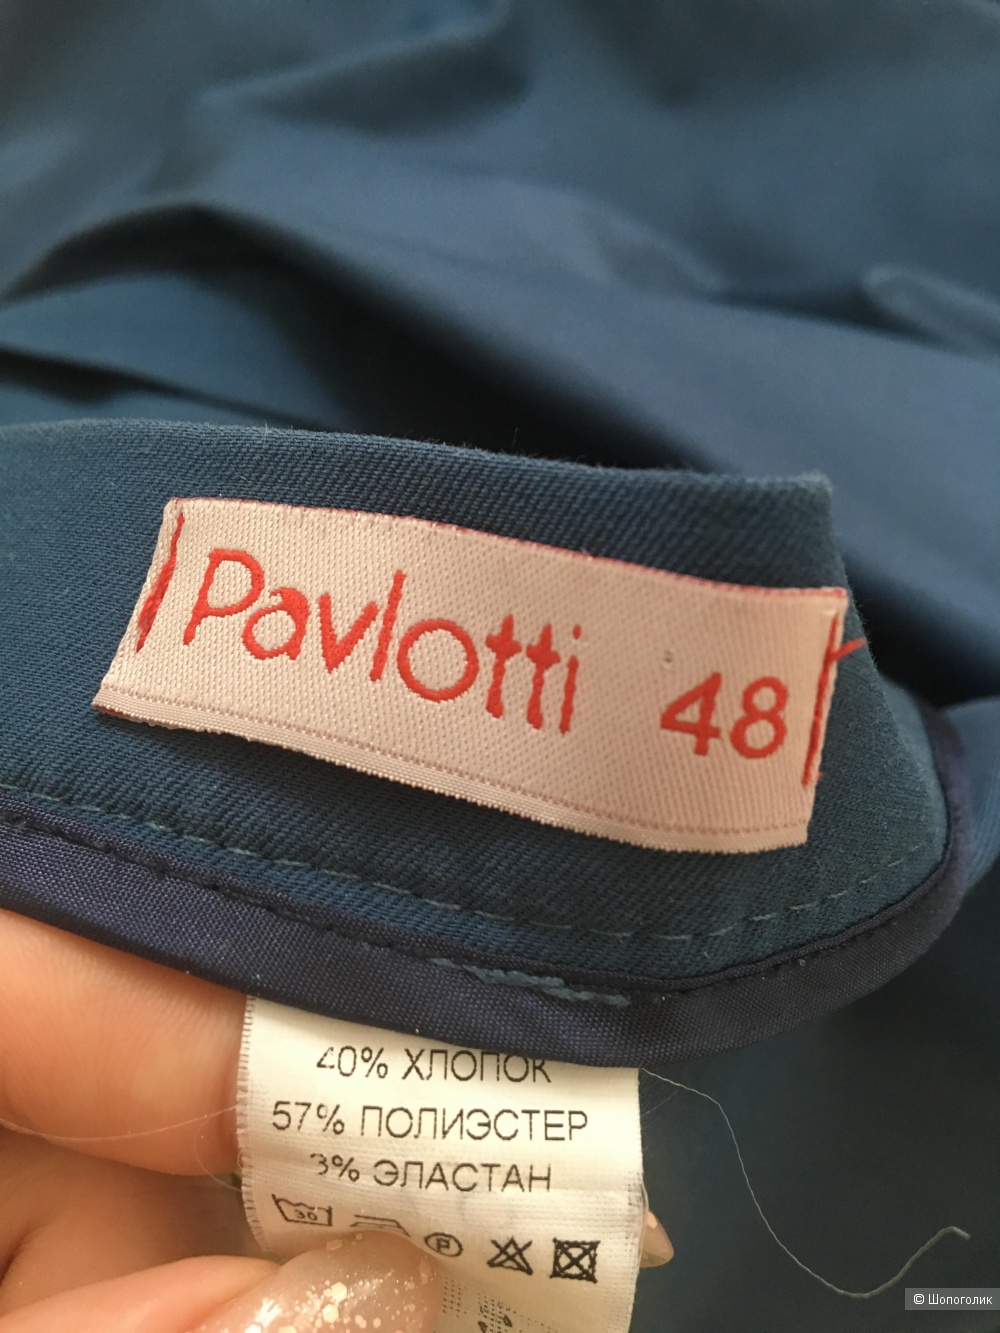 Pavlotti 48
40% ХЛОПОК
57% ПОЛИЭСТЕР
3% ЭЛАСТАН
30
P
© Шопоголик